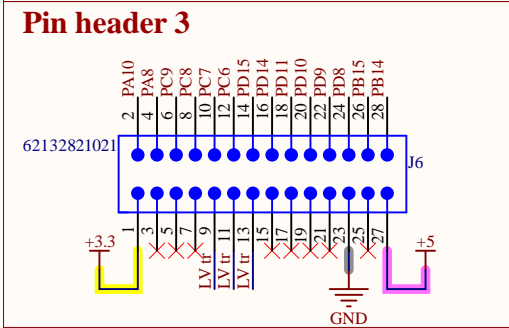 Pin header 3
PA10
PA8
PC9
PC8
PC7
PC6
PD15
PD14
PD11
PD10
PD9
PD8
PB15
PB14
2
4
6
8
10
12
14
16
18
20
22
24
26
28
62132821021
J6
1
3
5
7
9
11
13
15
17
19
21
23
25
27
+3.3
LV tr
LV tr
LV tr
+5
GND